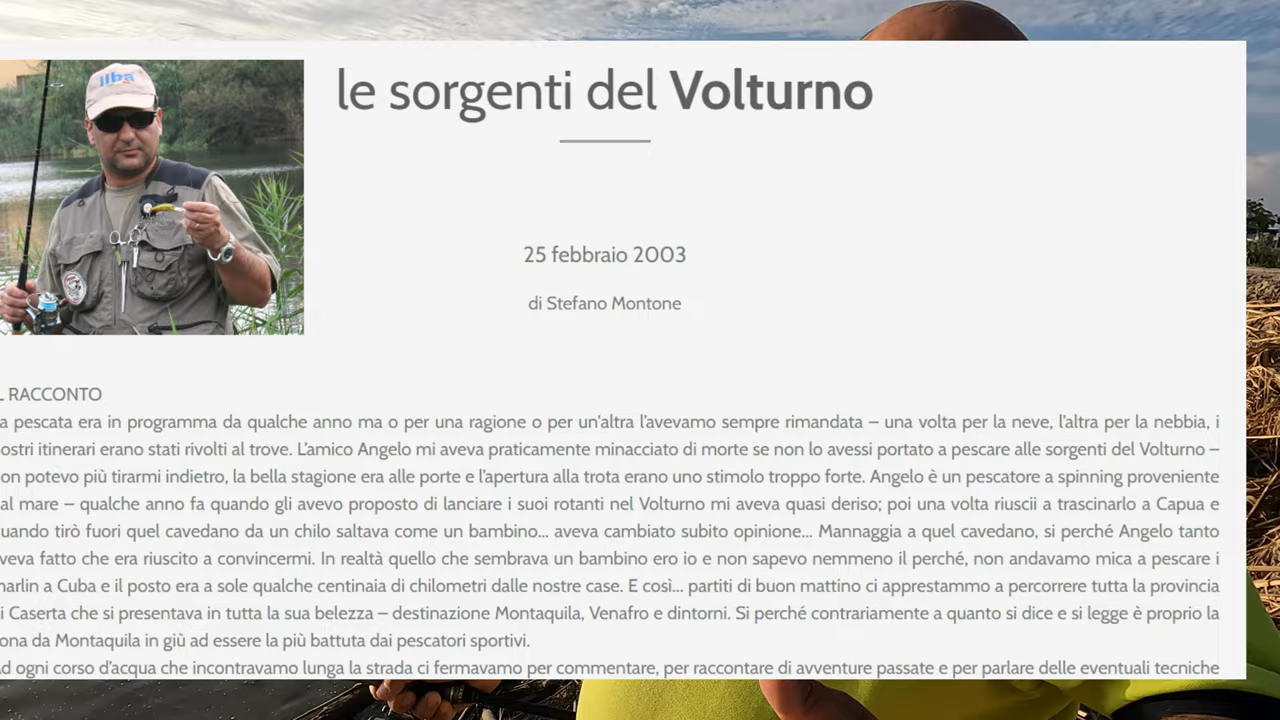 ilba
le sorgenti del Volturno
25 febbraio 2003
di Stefano Montone
L RACCONTO
a pescata era in programma da qualche anno ma o per una ragione o per un'altra l'avevamo sempre rimandata – una volta per la neve, l'altra per la nebbia, i
ostri itinerari erano stati rivolti al trove. L'amico Angelo mi aveva praticamente minacciato di morte se non lo avessi portato a pescare alle sorgenti del Volturno –
on potevo più tirarmi indietro, la bella stagione era alle porte e l'apertura alla trota erano uno stimolo troppo forte. Angelo è un pescatore a spinning proveniente
al mare – qualche anno fa quando gli avevo proposto di lanciare i suoi rotanti nel Volturno mi aveva quasi deriso; poi una volta riuscii a trascinarlo a Capua e
uando tirò fuori quel cavedano da un chilo saltava come un bambino... aveva cambiato subito opinione... Mannaggia a quel cavedano, si perché Angelo tanto
veva fatto che era riuscito a convincermi. In realtà quello che sembrava un bambino ero io e non sapevo nemmeno il perché, non andavamo mica a pescare i
narlin a Cuba e il posto era a sole qualche centinaia di chilometri dalle nostre case. E così... partiti di buon mattino ci apprestammo a percorrere tutta la provincia
i Caserta che si presentava in tutta la sua belezza – destinazione Montaquila, Venafro e dintorni. Si perché contrariamente a quanto si dice e si legge è proprio la
ona da Montaquila in giù ad essere la più battuta dai pescatori sportivi.
d ogni corso d'acqua che incontravamo lunga la strada ci fermavamo per commentare, per raccontare di avventure passate e per parlare delle eventuali tecniche